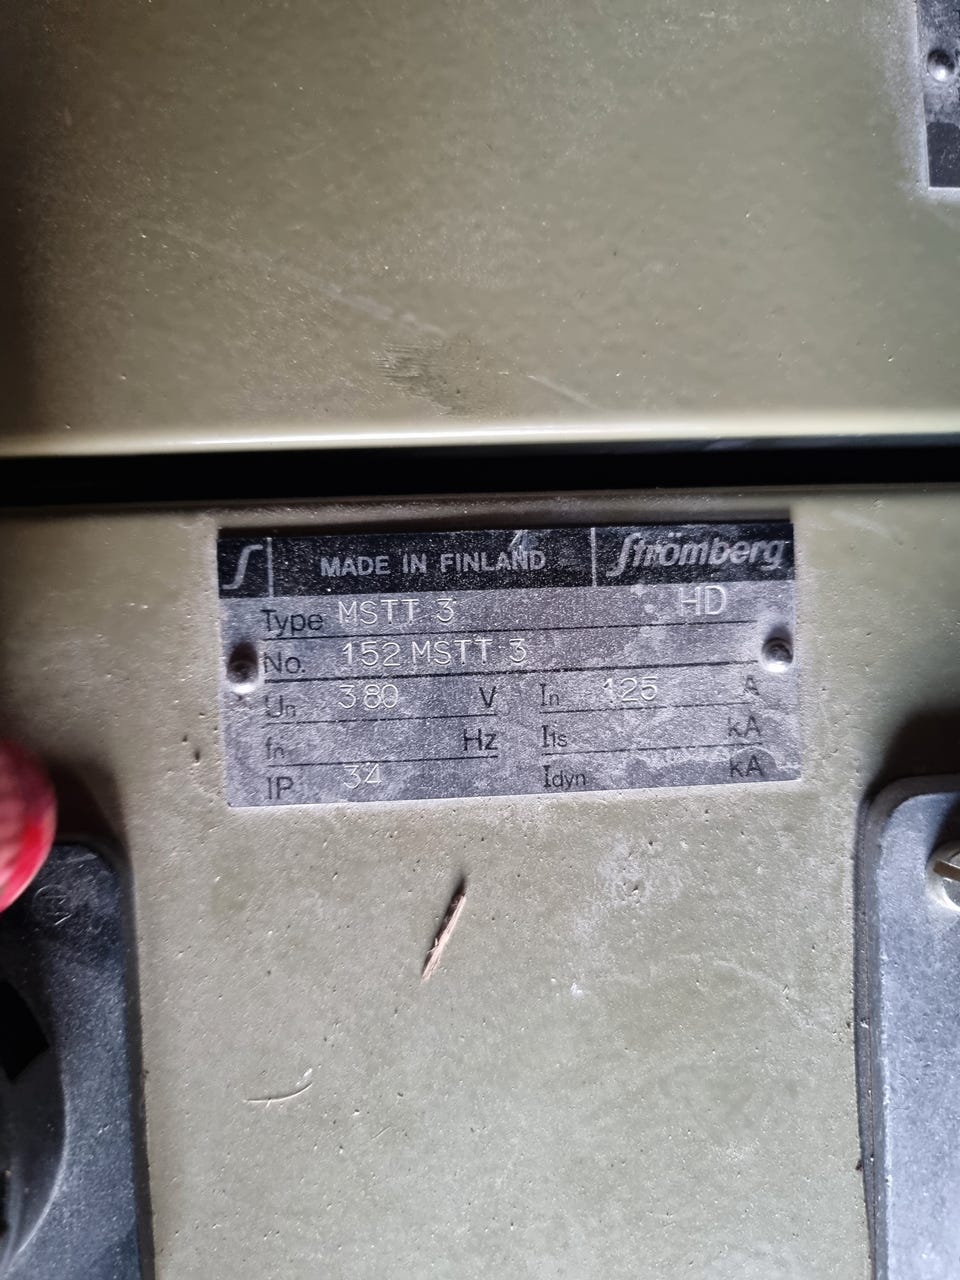 S MADE IN FINLAND Strömberg
Type MSTT 3 HD
No. 152 MSTT 3
Un 380 V In 125 A
fn Hz Its kA
IP 34 Idyn kA